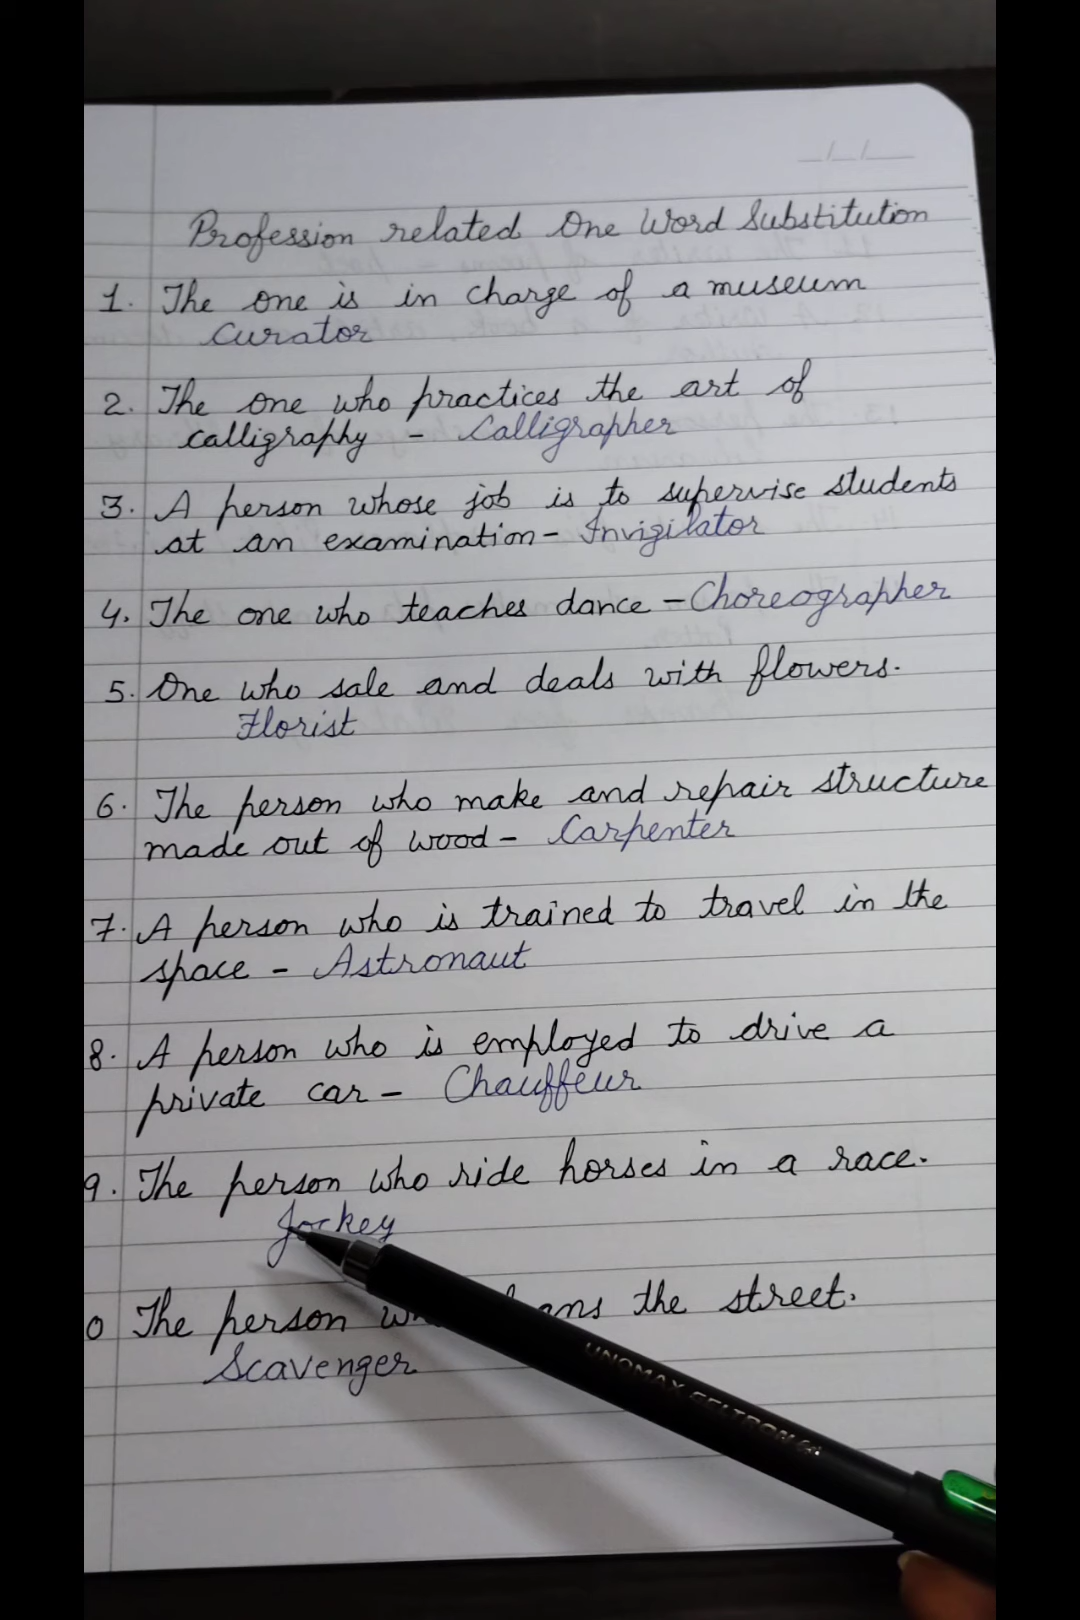 Profession related One Word Substitution
1. The one is in charge of a museum
Curator
2. The one who practices the art of
calligraphy - Calligrapher
3. A person whose job is to supervise students
at an examination - Invigilator
4. The one who teaches dance - Choreographer
5. One who sale and deals with flowers.
Florist
6. The person who make and repair structure
made out of wood - Carpenter
7. A person who is trained to travel in the
space - Astronaut
8. A person who is employed to drive a
private car - Chauffeur
9. The person who ride horses in a race.
Jockey
0 The person the street.
Scavenger
UNOMAX GELTRON